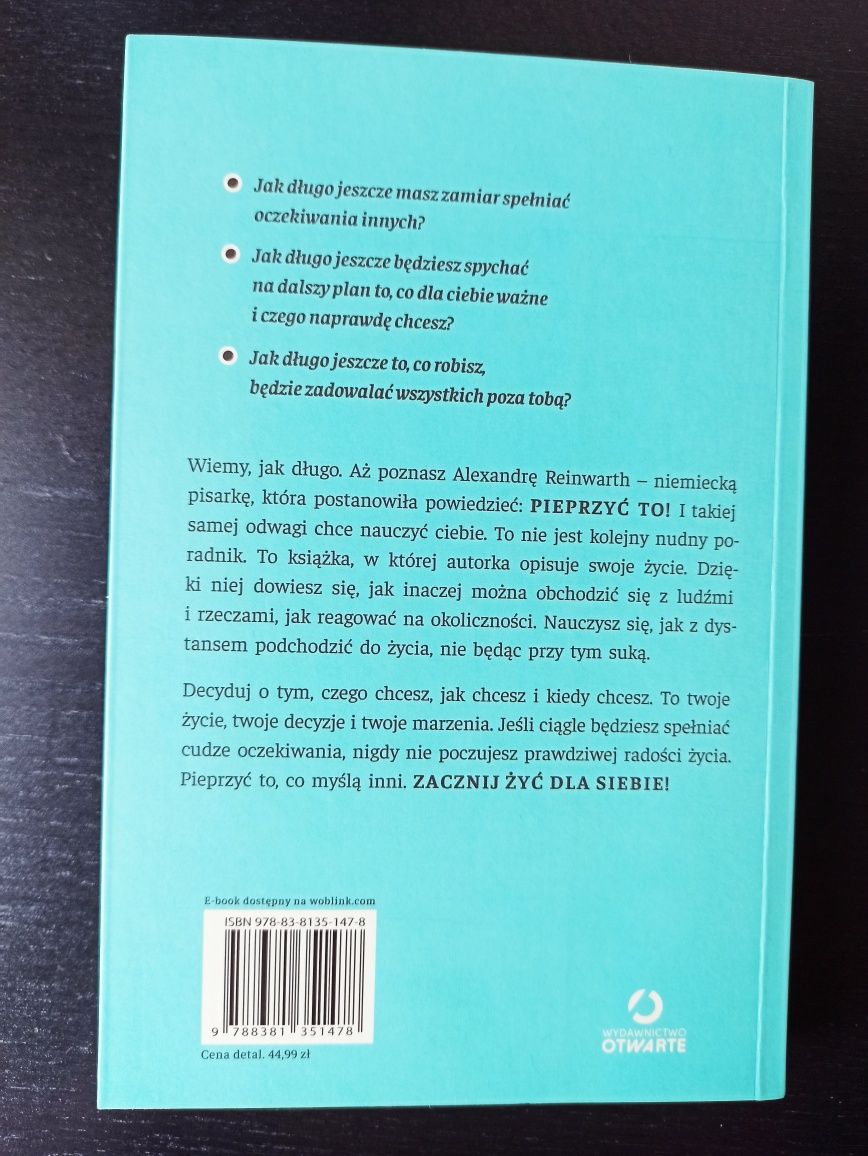 Jak długo jeszcze masz zamiar spełniać
oczekiwania innych?
Jak długo jeszcze będziesz spychać
na dalszy plan to, co dla ciebie ważne
i czego naprawdę chcesz?
Jak długo jeszcze to, co robisz,
będzie zadowalać wszystkich poza tobą?
Wiemy, jak długo. Aż poznasz Alexandrę Reinwarth – niemiecką
pisarkę, która postanowiła powiedzieć: PIEPRZYĆ TO! I takiej
samej odwagi chce nauczyć ciebie. To nie jest kolejny nudny po-
radnik. To książka, w której autorka opisuje swoje życie. Dzię-
ki niej dowiesz się, jak inaczej można obchodzić się z ludźmi
i rzeczami, jak reagować na okoliczności. Nauczysz się, jak z dys-
tansem podchodzić do życia, nie będąc przy tym suką.
Decyduj o tym, czego chcesz, jak chcesz i kiedy chcesz. To twoje
życie, twoje decyzje i twoje marzenia. Jeśli ciągle będziesz spełniać
cudze oczekiwania, nigdy nie poczujesz prawdziwej radości życia.
Pieprzyć to, co myślą inni. ZACZNIJ ŻYĆ DLA SIEBIE!
E-book dostępny na woblink.com
ISBN 978-83-8135-147-8
9 788381 351478
Cena detal. 44,99 zł
WYDAWNICTWO
OTWARTE